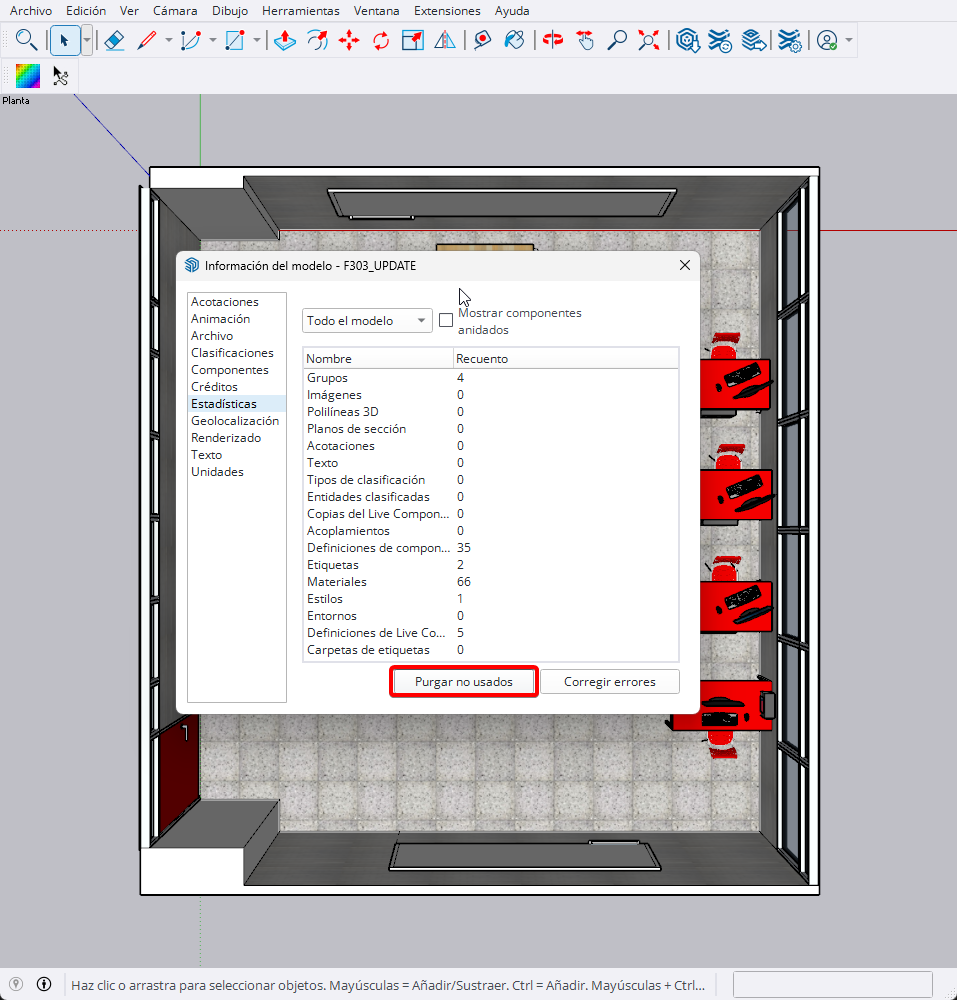 Archivo Edición Ver Cámara Dibujo Herramientas Ventana Extensiones Ayuda
Planta
Información del modelo - F303_UPDATE
Acotaciones
Animación
Archivo
Clasificaciones
Componentes
Créditos
Estadísticas
Geolocalización
Renderizado
Texto
Unidades
Todo el modelo
Mostrar componentes
anidados
Nombre Recuento
Grupos 4
Imágenes 0
Polilíneas 3D 0
Planos de sección 0
Acotaciones 0
Texto 0
Tipos de clasificación 0
Entidades clasificadas 0
Copias del Live Compon... 0
Acoplamientos 0
Definiciones de compon... 35
Etiquetas 2
Materiales 66
Estilos 1
Entornos 0
Definiciones de Live Co... 5
Carpetas de etiquetas 0
Purgar no usados Corregir errores
Haz clic o arrastra para seleccionar objetos. Mayúsculas = Añadir/Sustraer. Ctrl = Añadir. Mayúsculas + Ctrl...